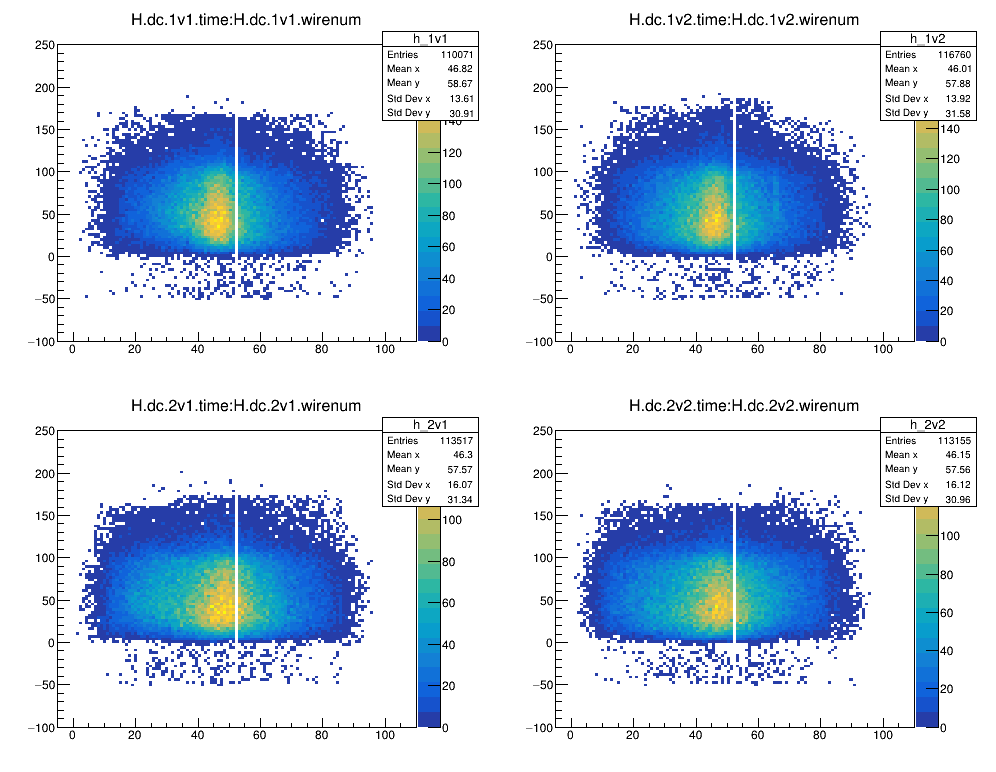 H.dc.1v1.time:H.dc.1v1.wirenum
h_1v1
Entries 110071
Mean x 46.82
Mean y 58.67
Std Dev x 13.61
Std Dev y 30.91
250
200
150
100
50
0
−50
−100
0 20 40 60 80 100
140
120
100
80
60
40
20
0
H.dc.1v2.time:H.dc.1v2.wirenum
h_1v2
Entries 116760
Mean x 46.01
Mean y 57.88
Std Dev x 13.92
Std Dev y 31.58
250
200
150
100
50
0
−50
−100
0 20 40 60 80 100
140
120
100
80
60
40
20
0
H.dc.2v1.time:H.dc.2v1.wirenum
h_2v1
Entries 113517
Mean x 46.3
Mean y 57.57
Std Dev x 16.07
Std Dev y 31.34
250
200
150
100
50
0
−50
−100
0 20 40 60 80 100
100
80
60
40
20
0
H.dc.2v2.time:H.dc.2v2.wirenum
h_2v2
Entries 113155
Mean x 46.15
Mean y 57.56
Std Dev x 16.12
Std Dev y 30.96
250
200
150
100
50
0
−50
−100
0 20 40 60 80 100
100
80
60
40
20
0